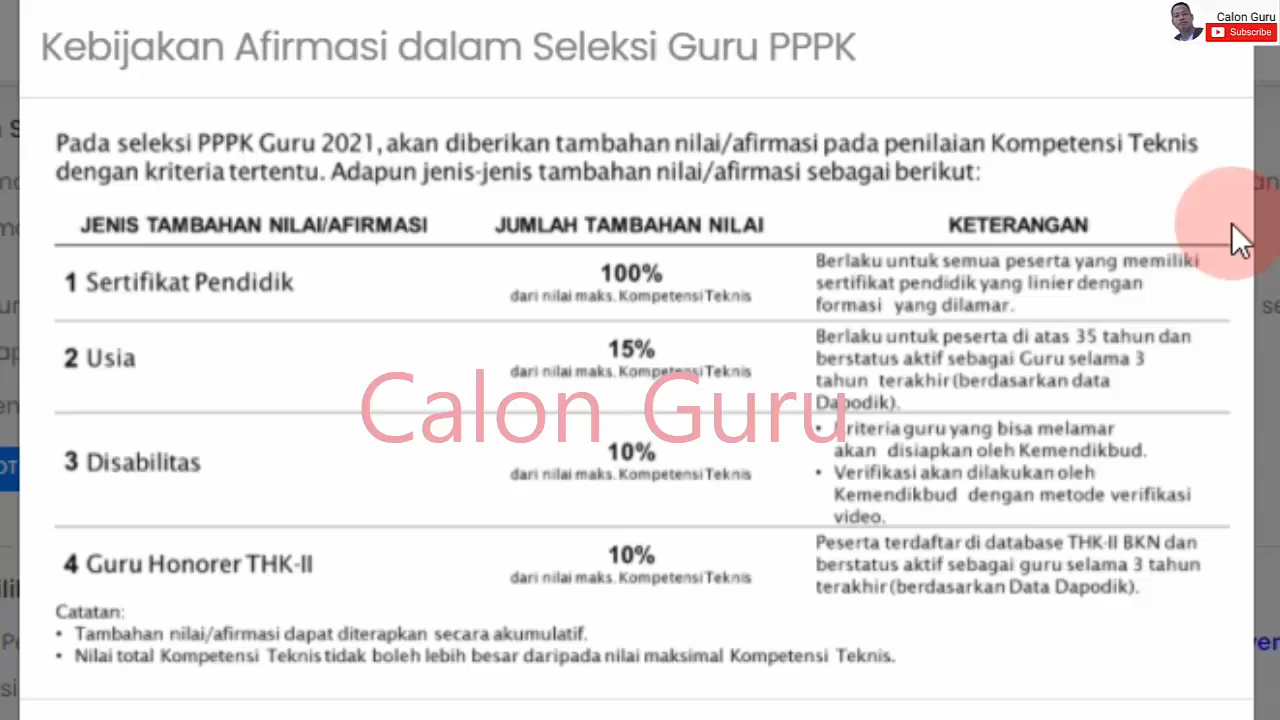 Calon Guru
Subscribe
Kebijakan Afirmasi dalam Seleksi Guru PPPK
Pada seleksi PPPK Guru 2021, akan diberikan tambahan nilai/afirmasi pada penilaian Kompetensi Teknis
dengan kriteria tertentu. Adapun jenis-jenis tambahan nilai/afirmasi sebagai berikut:
JENIS TAMBAHAN NILAI/AFIRMASI JUMLAH TAMBAHAN NILAI KETERANGAN
1 Sertifikat Pendidik
100%
dari nilai maks. Kompetensi Teknis
Berlaku untuk semua peserta yang memiliki
sertifikat pendidik yang linier dengan
formasi yang dilamar.
2 Usia
15%
dari nilai maks. Kompetensi Teknis
Berlaku untuk peserta di atas 35 tahun dan
berstatus aktif sebagai Guru selama 3
tahun terakhir (berdasarkan data
Dapodik).
Calon Guru
3 Disabilitas
10%
dari nilai maks. Kompetensi Teknis
• Kriteria guru yang bisa melamar
akan disiapkan oleh Kemendikbud.
• Verifikasi akan dilakukan oleh
Kemendikbud dengan metode verifikasi
video.
4 Guru Honorer THK-II
10%
dari nilai maks. Kompetensi Teknis
Peserta terdaftar di database THK-II BKN dan
berstatus aktif sebagai guru selama 3 tahun
terakhir (berdasarkan Data Dapodik).
Catatan:
• Tambahan nilai/afirmasi dapat diterapkan secara akumulatif.
• Nilai total Kompetensi Teknis tidak boleh lebih besar daripada nilai maksimal Kompetensi Teknis.